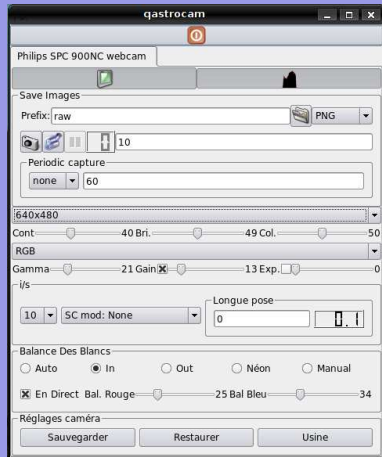 qastrocam
Philips SPC 900NC webcam
Save Images
Prefix: raw PNG
0 10
Periodic capture
none 60
640x480
Cont 40 Bri. 49 Col. 50
RGB
Gamma 21 Gain 13 Exp. 0
i/s
Longue pose
10 SC mod: None 0 0.1
Balance Des Blancs
Auto In Out Néon Manual
En Direct Bal. Rouge 25 Bal Bleu 34
Réglages caméra
Sauvegarder Restaurer Usine